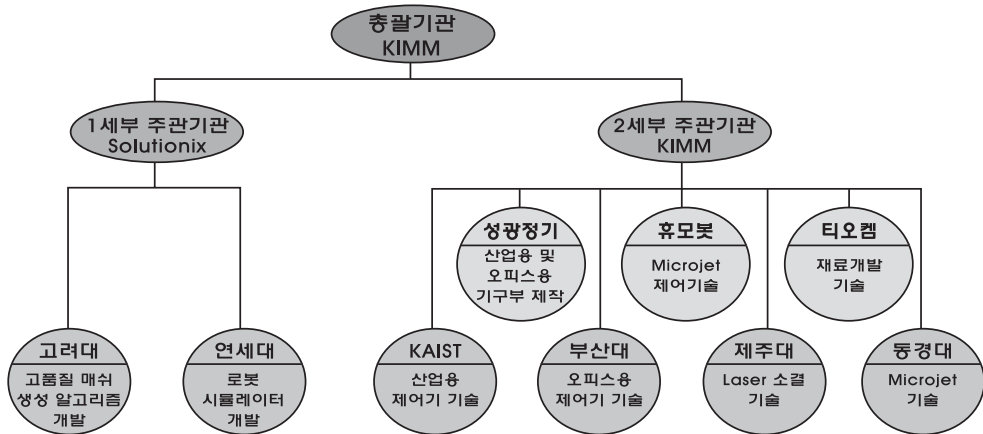 총괄기관
KIMM
1세부 주관기관
Solutionix
2세부 주관기관
KIMM
성광정기
산업용 및
오피스용
기구부 제작
휴모봇
Microjet
제어기술
티오켐
재료개발
기술
고려대
고품질 매쉬
생성 알고리즘
개발
연세대
로봇
시뮬레이터
개발
KAIST
산업용
제어기 기술
부산대
오피스용
제어기 기술
제주대
Laser 소결
기술
동경대
Microjet
기술